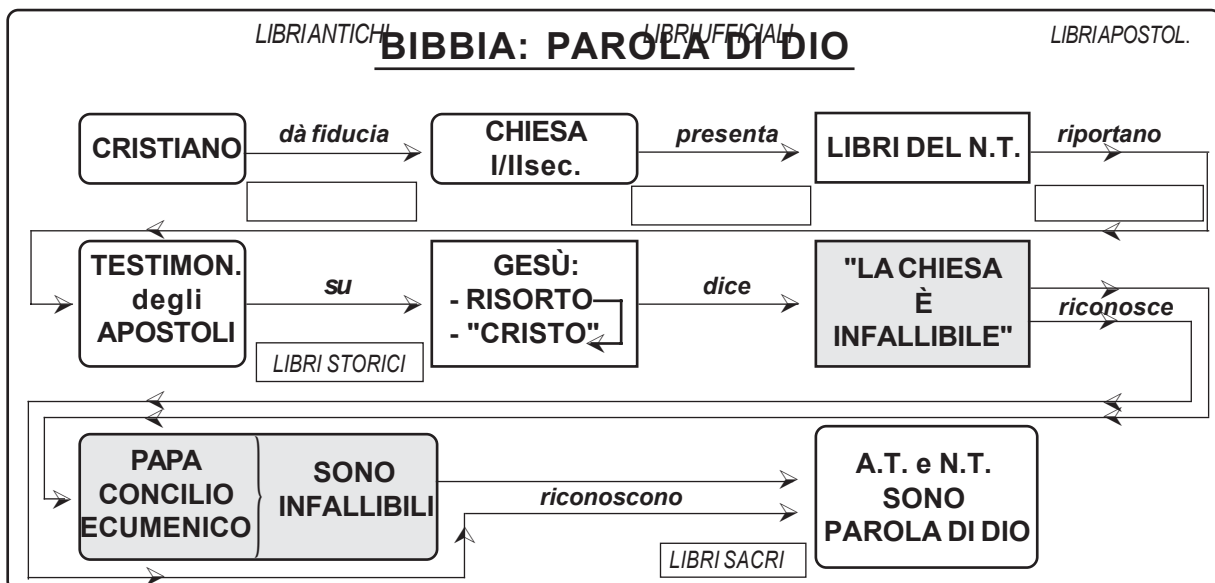 LIBRI ANTICHI
LIBRI UFFICIALI
LIBRI APOSTOL.
BIBBIA: PAROLA DI DIO
CRISTIANO
dà fiducia
CHIESA
I/IIsec.
presenta
LIBRI DEL N.T.
riportano
TESTIMON.
degli
APOSTOLI
su
GESÙ:
- RISORTO
- "CRISTO"
dice
"LA CHIESA
È
INFALLIBILE"
riconosce
LIBRI STORICI
PAPA
CONCILIO
ECUMENICO
SONO
INFALLIBILI
riconoscono
A.T. e N.T.
SONO
PAROLA DI DIO
LIBRI SACRI